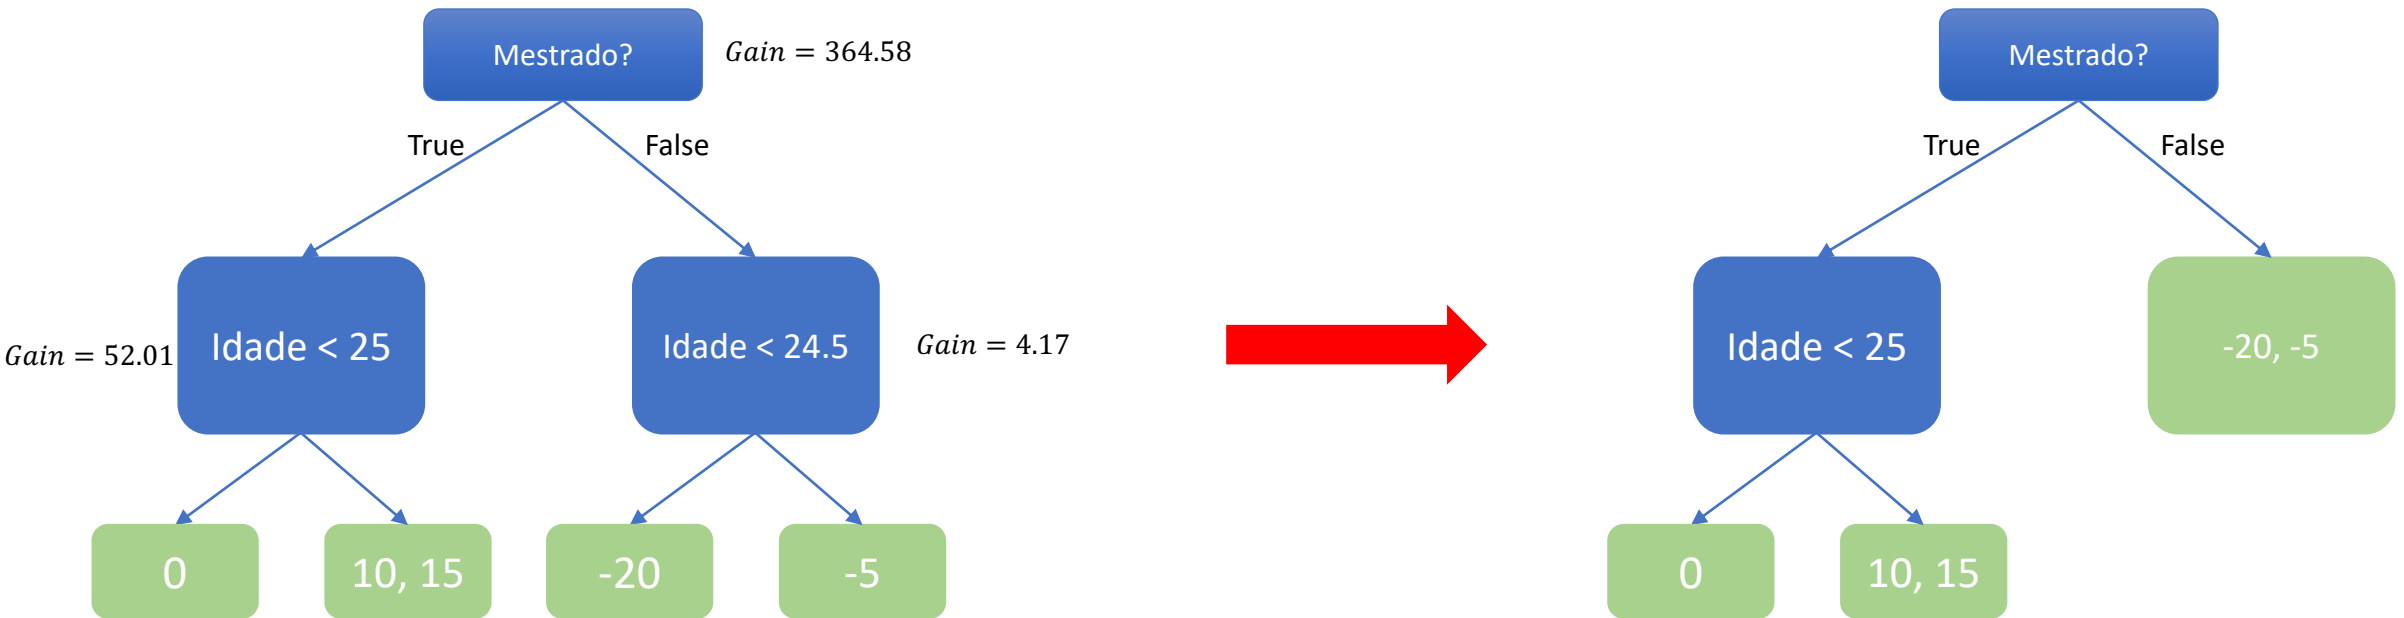 Mestrado?
Gain = 364.58
True
False
Gain = 52.01
Idade < 25
Idade < 24.5
Gain = 4.17
0
10, 15
-20
-5
Mestrado?
True
False
Idade < 25
-20, -5
0
10, 15